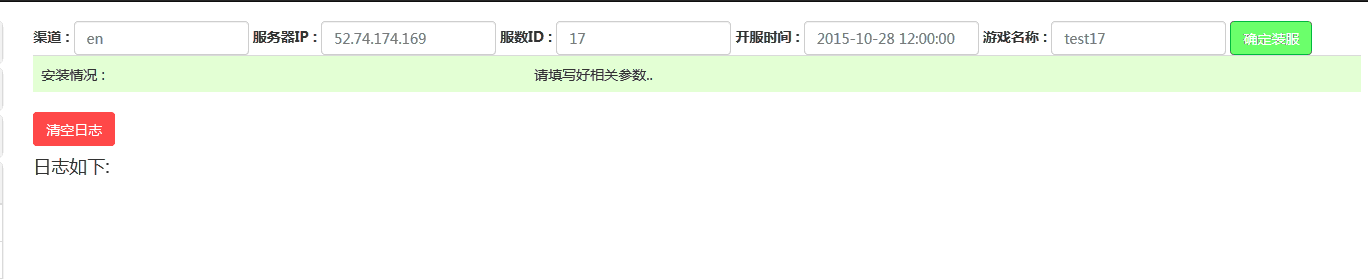 渠道： en 服务器IP： 52.74.174.169 服数ID： 17 开服时间： 2015-10-28 12:00:00 游戏名称： test17 确定装服
安装情况： 请填写好相关参数..
清空日志
日志如下: